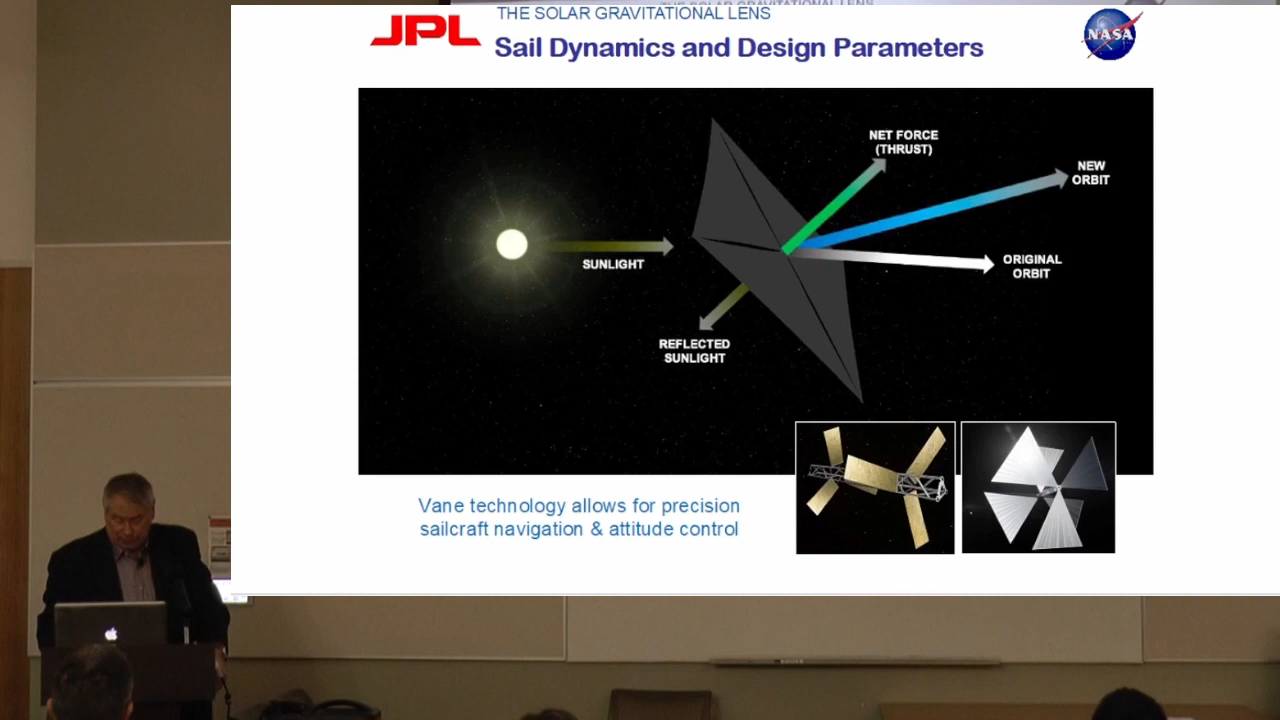 THE SOLAR GRAVITATIONAL LENS
JPL
Sail Dynamics and Design Parameters
NASA
NET FORCE
(THRUST)
NEW
ORBIT
SUNLIGHT
ORIGINAL
ORBIT
REFLECTED
SUNLIGHT
Vane technology allows for precision
sailcraft navigation & attitude control